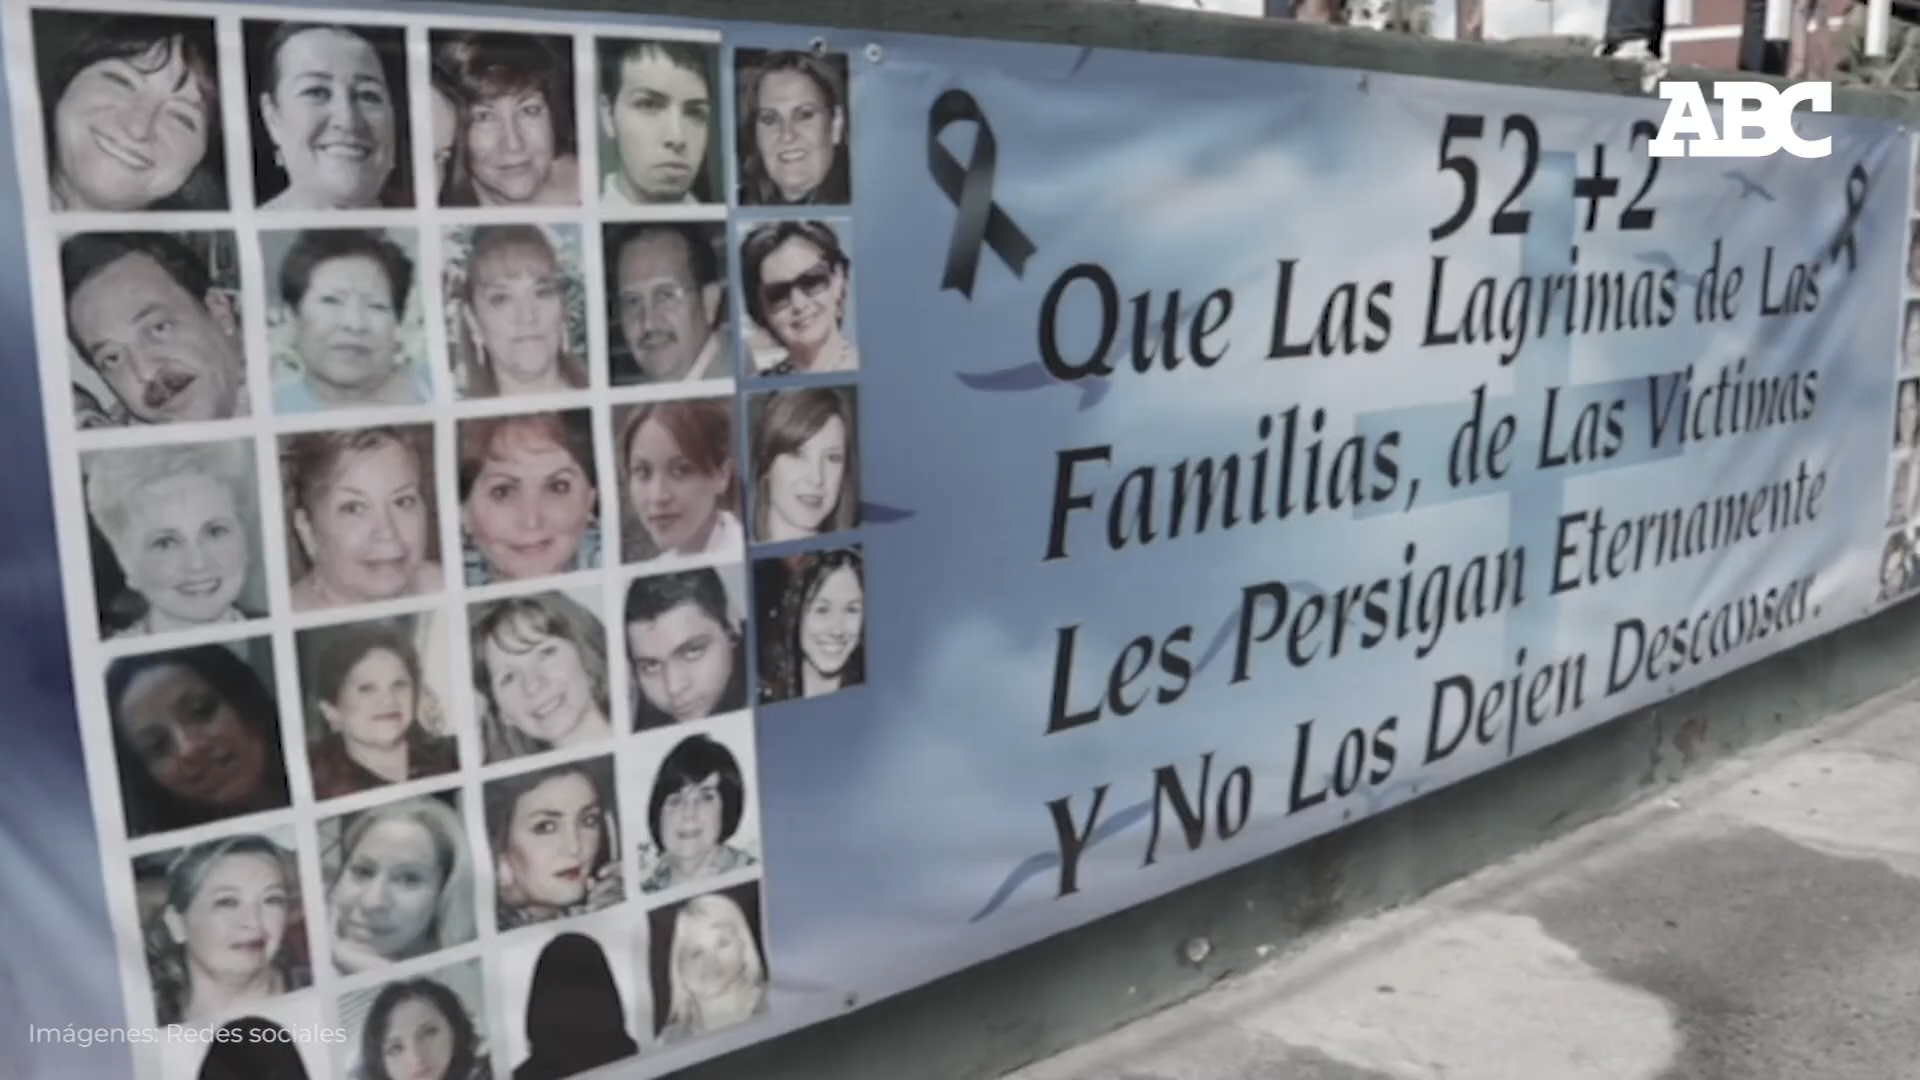 ABC
52 +2
Que Las Lagrimas de Las
Familias, de Las Victimas
Les Persigan Eternamente
Y No Los Dejen Descansar.
Imágenes: Redes sociales